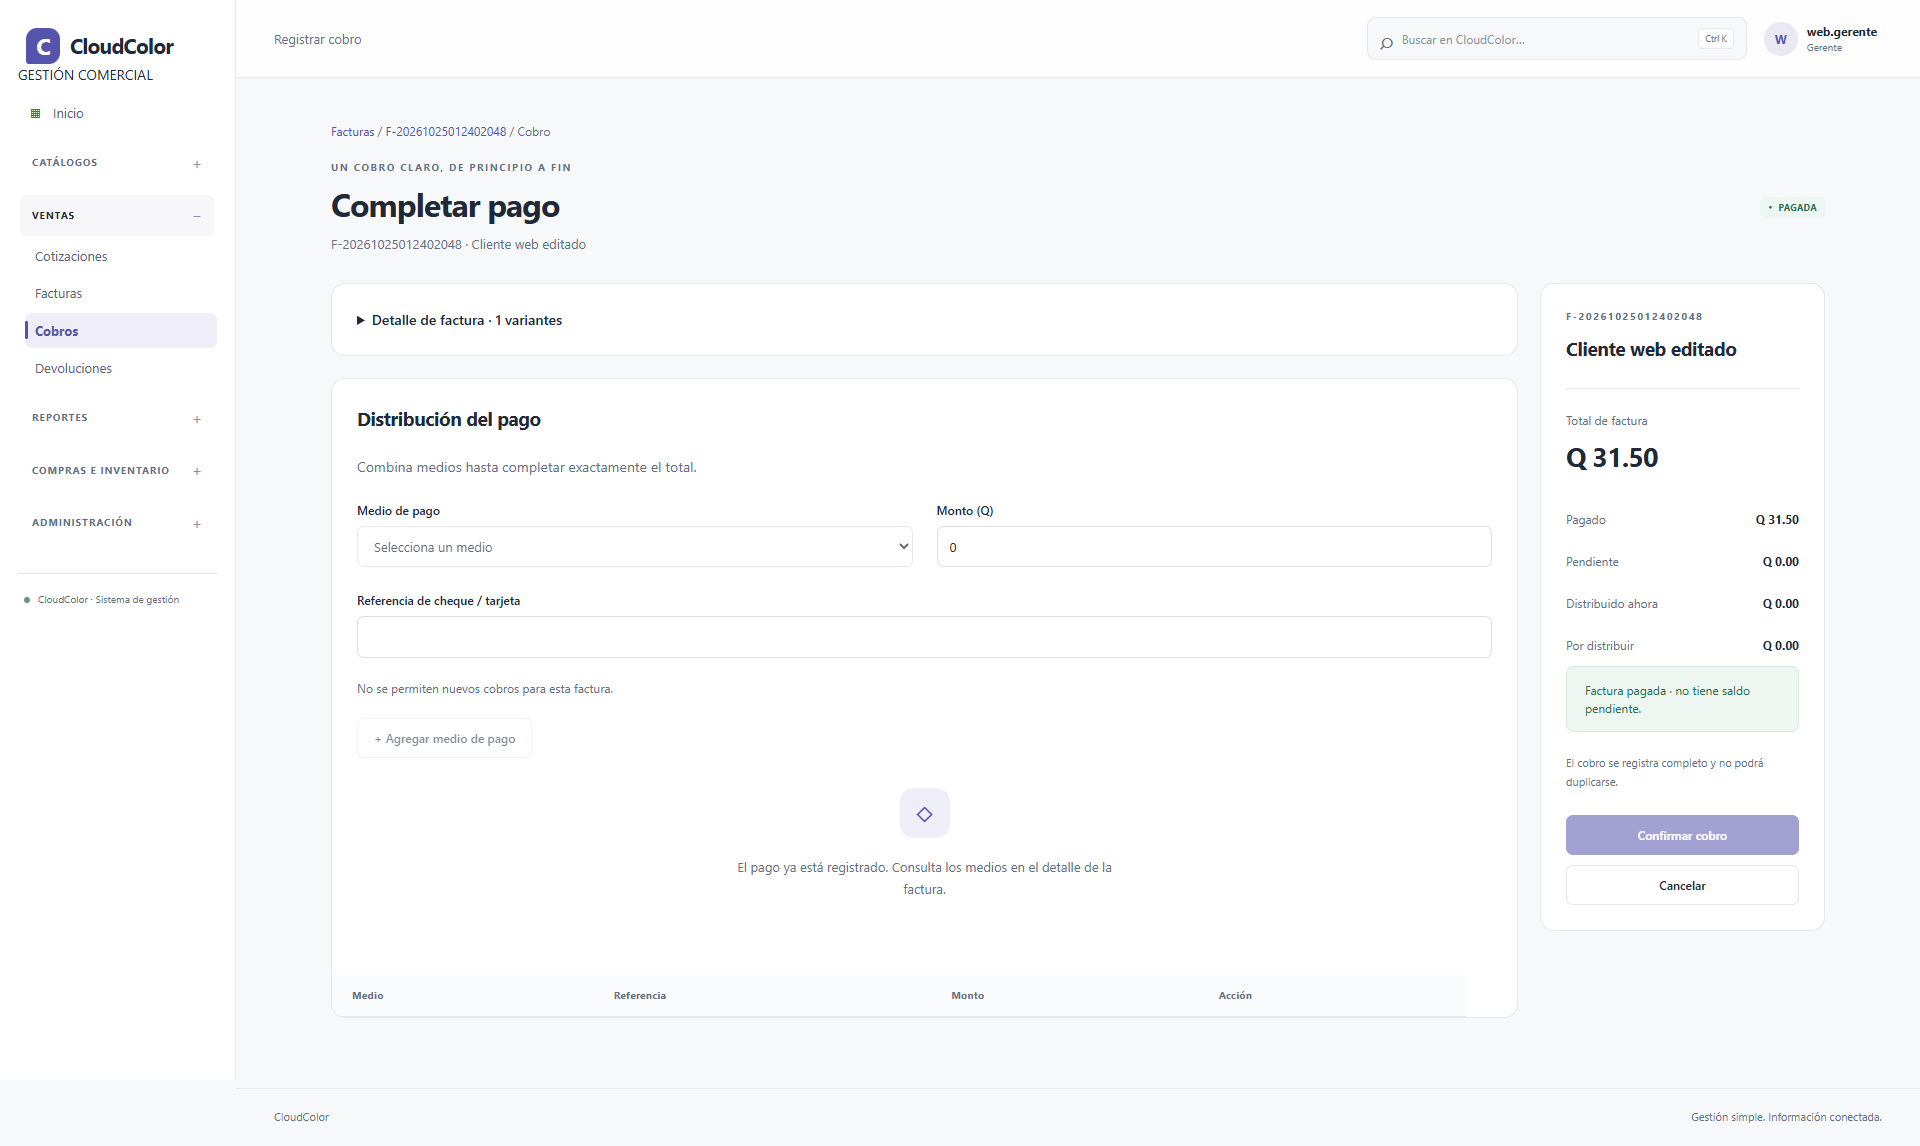 C CloudColor
GESTIÓN COMERCIAL
Inicio
CATÁLOGOS +
VENTAS −
Cotizaciones
Facturas
Cobros
Devoluciones
REPORTES +
COMPRAS E INVENTARIO +
ADMINISTRACIÓN +
CloudColor · Sistema de gestión
Registrar cobro
Buscar en CloudColor...
Ctrl K
W
web.gerente
Gerente
Facturas / F-20261025012402048 / Cobro
UN COBRO CLARO, DE PRINCIPIO A FIN
Completar pago
F-20261025012402048 · Cliente web editado
• PAGADA
Detalle de factura · 1 variantes
Distribución del pago
Combina medios hasta completar exactamente el total.
Medio de pago
Selecciona un medio
Monto (Q)
0
Referencia de cheque / tarjeta
No se permiten nuevos cobros para esta factura.
+ Agregar medio de pago
El pago ya está registrado. Consulta los medios en el detalle de la
factura.
Medio Referencia Monto Acción
F-20261025012402048
Cliente web editado
Total de factura
Q 31.50
Pagado Q 31.50
Pendiente Q 0.00
Distribuido ahora Q 0.00
Por distribuir Q 0.00
Factura pagada · no tiene saldo
pendiente.
El cobro se registra completo y no podrá
duplicarse.
Confirmar cobro
Cancelar
CloudColor
Gestión simple. Información conectada.